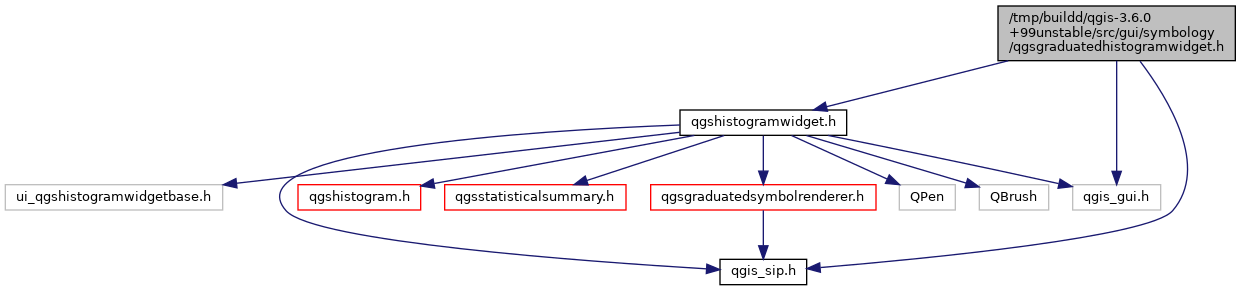 /tmp/buildd/qgis-3.6.0
+99unstable/src/gui/symbology
/qgsgraduatedhistogramwidget.h
qgshistogramwidget.h
ui_qgshistogramwidgetbase.h
qgshistogram.h
qgsstatisticalsummary.h
qgsgraduatedsymbolrenderer.h
QPen
QBrush
qgis_gui.h
qgis_sip.h